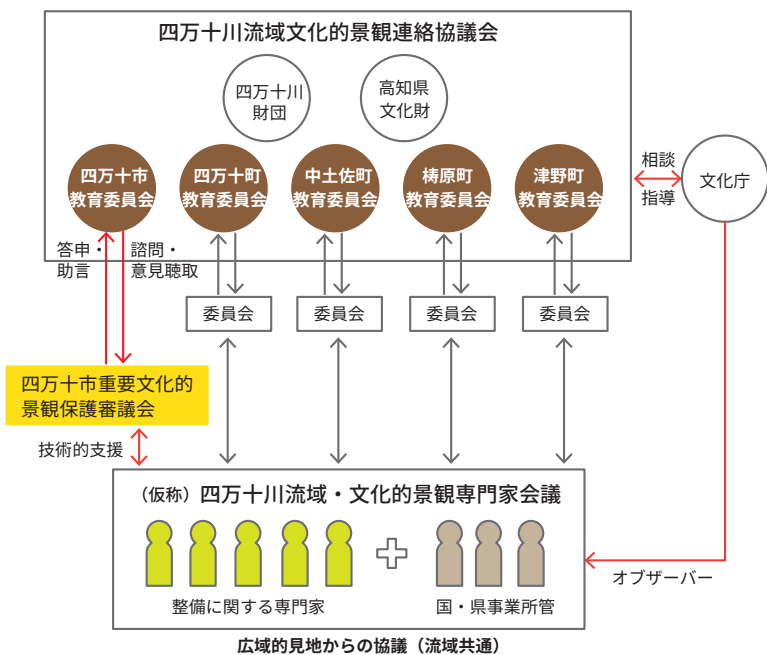 四万十川流域文化的景観連絡協議会
四万十川
財団
高知県
文化財
四万十市
教育委員会
四万十町
教育委員会
中土佐町
教育委員会
梼原町
教育委員会
津野町
教育委員会
相談
指導
文化庁
答申・
助言
諮問・
意見聴取
委員会
委員会
委員会
委員会
四万十市重要文化的
景観保護審議会
技術的支援
（仮称）四万十川流域・文化的景観専門家会議
整備に関する専門家
国・県事業所管
オブザーバー
広域的見地からの協議（流域共通）